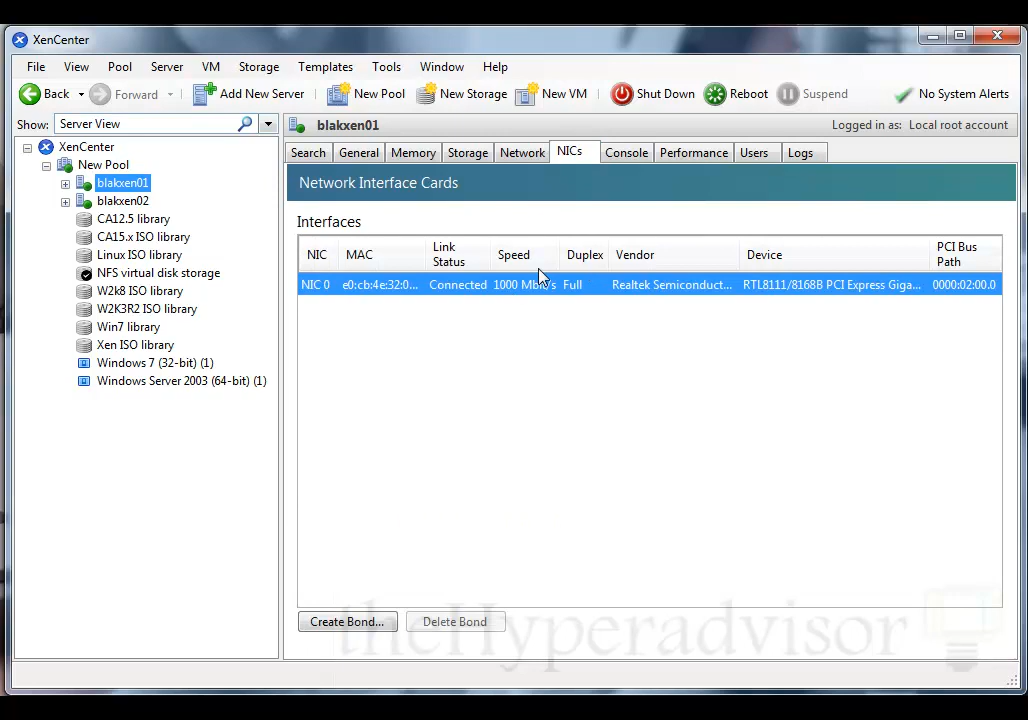 XenCenter
File View Pool Server VM Storage Templates Tools Window Help
Back Forward Add New Server New Pool New Storage New VM Shut Down Reboot Suspend No System Alerts
Show: Server View
blakxen01 Logged in as: Local root account
XenCenter
New Pool
blakxen01
blakxen02
CA12.5 library
CA15.x ISO library
Linux ISO library
NFS virtual disk storage
W2k8 ISO library
W2K3R2 ISO library
Win7 library
Xen ISO library
Windows 7 (32-bit) (1)
Windows Server 2003 (64-bit) (1)
Search General Memory Storage Network NICs Console Performance Users Logs
Network Interface Cards
Interfaces
NIC MAC Link Status Speed Duplex Vendor Device PCI Bus Path
NIC 0 e0:cb:4e:32:0... Connected 1000 Full Realtek Semiconduct... RTL8111/8168B PCI Express Giga... 0000:02:00.0
Create Bond... Delete Bond
theHyperadvisor